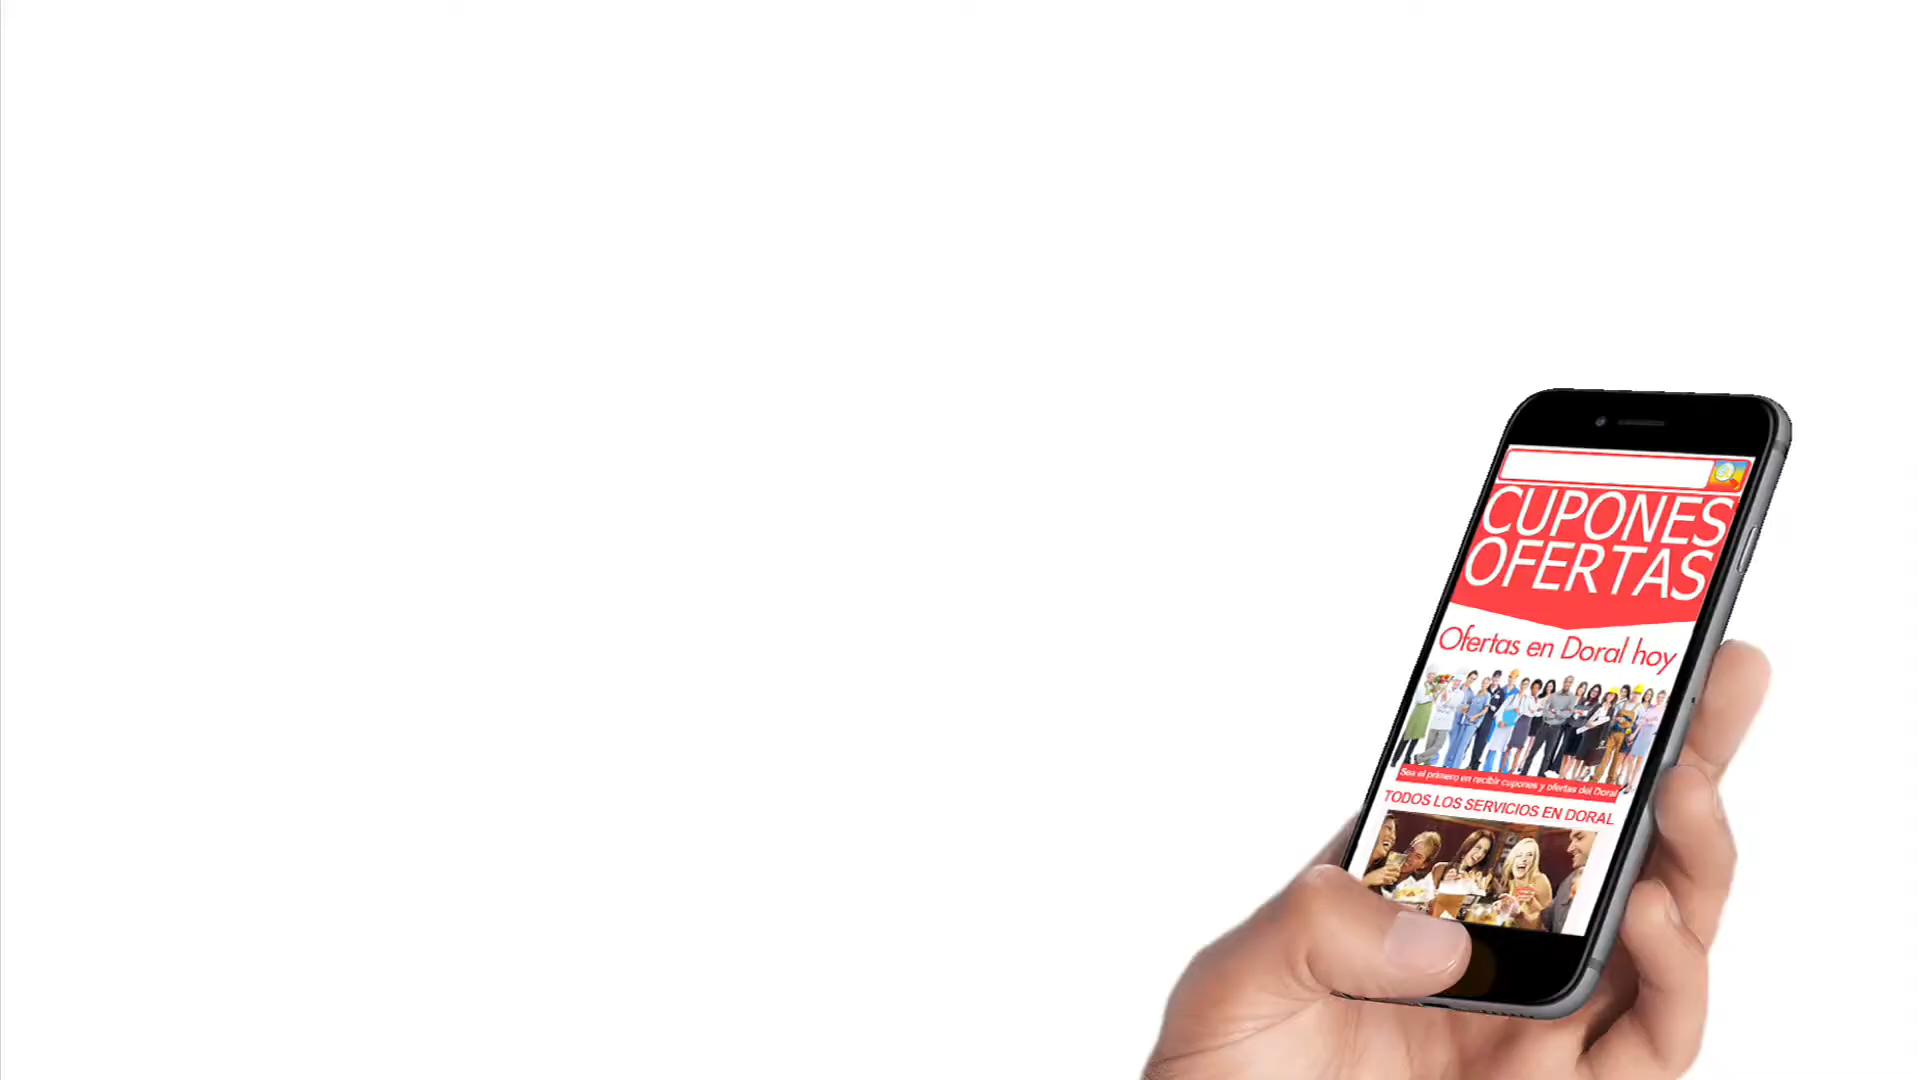 CUPONES
OFERTAS
Ofertas en Doral hoy
Sea el primero en recibir cupones y ofertas del Doral
TODOS LOS SERVICIOS EN DORAL